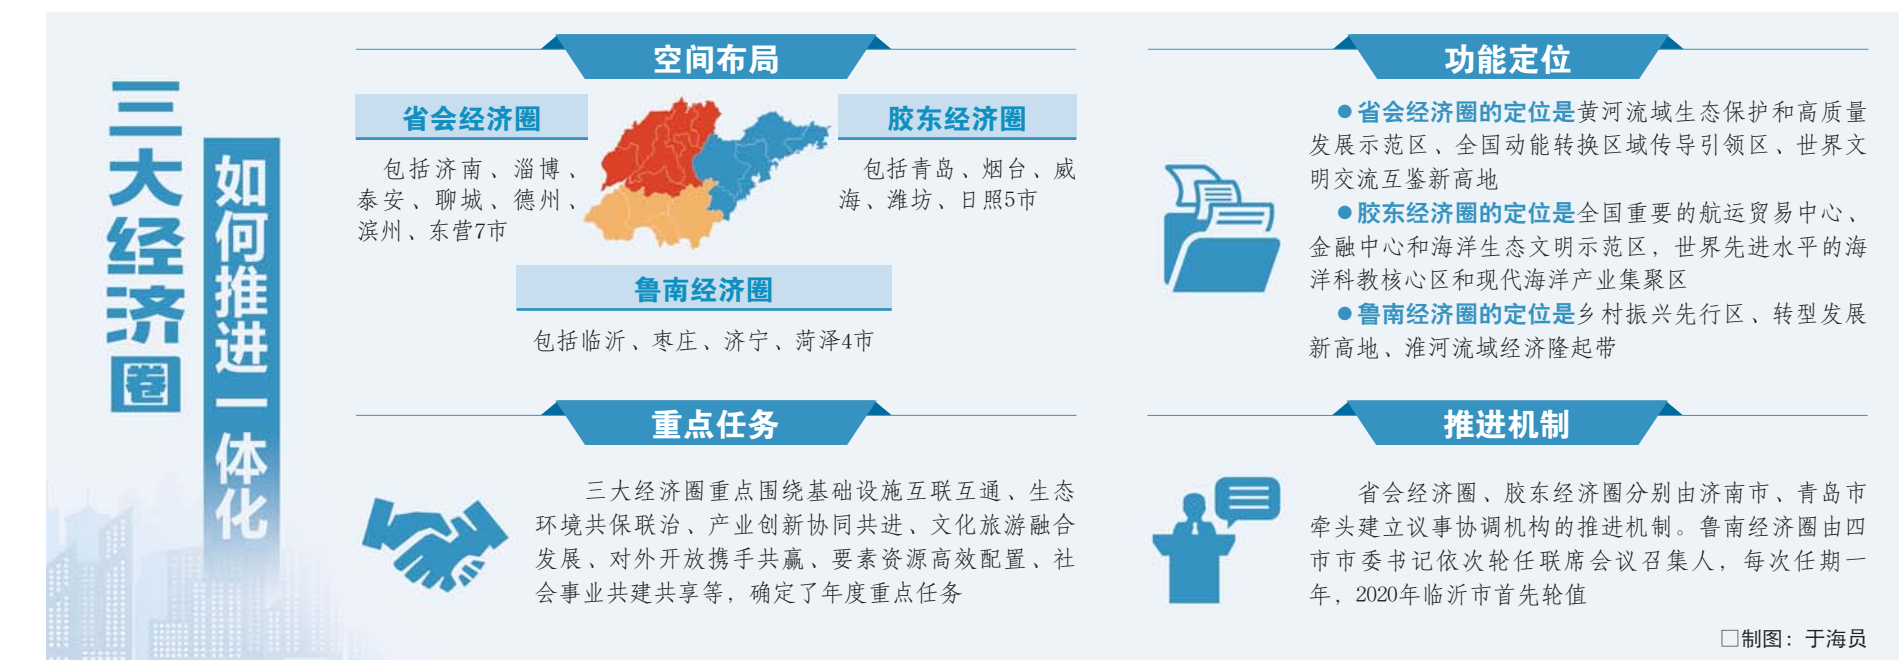 三大经济圈
如何推进一体化
空间布局
省会经济圈
包括济南、淄博、
泰安、聊城、德州、
滨州、东营7市
胶东经济圈
包括青岛、烟台、威
海、潍坊、日照5市
鲁南经济圈
包括临沂、枣庄、济宁、菏泽4市
功能定位
●省会经济圈的定位是黄河流域生态保护和高质量
发展示范区、全国动能转换区域传导引领区、世界文
明交流互鉴新高地
●胶东经济圈的定位是全国重要的航运贸易中心、
金融中心和海洋生态文明示范区，世界先进水平的海
洋科教核心区和现代海洋产业集聚区
●鲁南经济圈的定位是乡村振兴先行区、转型发展
新高地、淮河流域经济隆起带
重点任务
三大经济圈重点围绕基础设施互联互通、生态
环境共保联治、产业创新协同共进、文化旅游融合
发展、对外开放携手共赢、要素资源高效配置、社
会事业共建共享等，确定了年度重点任务
推进机制
省会经济圈、胶东经济圈分别由济南市、青岛市
牵头建立议事协调机构的推进机制。鲁南经济圈由四
市市委书记依次轮任联席会议召集人，每次任期一
年，2020年临沂市首先轮值
□制图：于海员